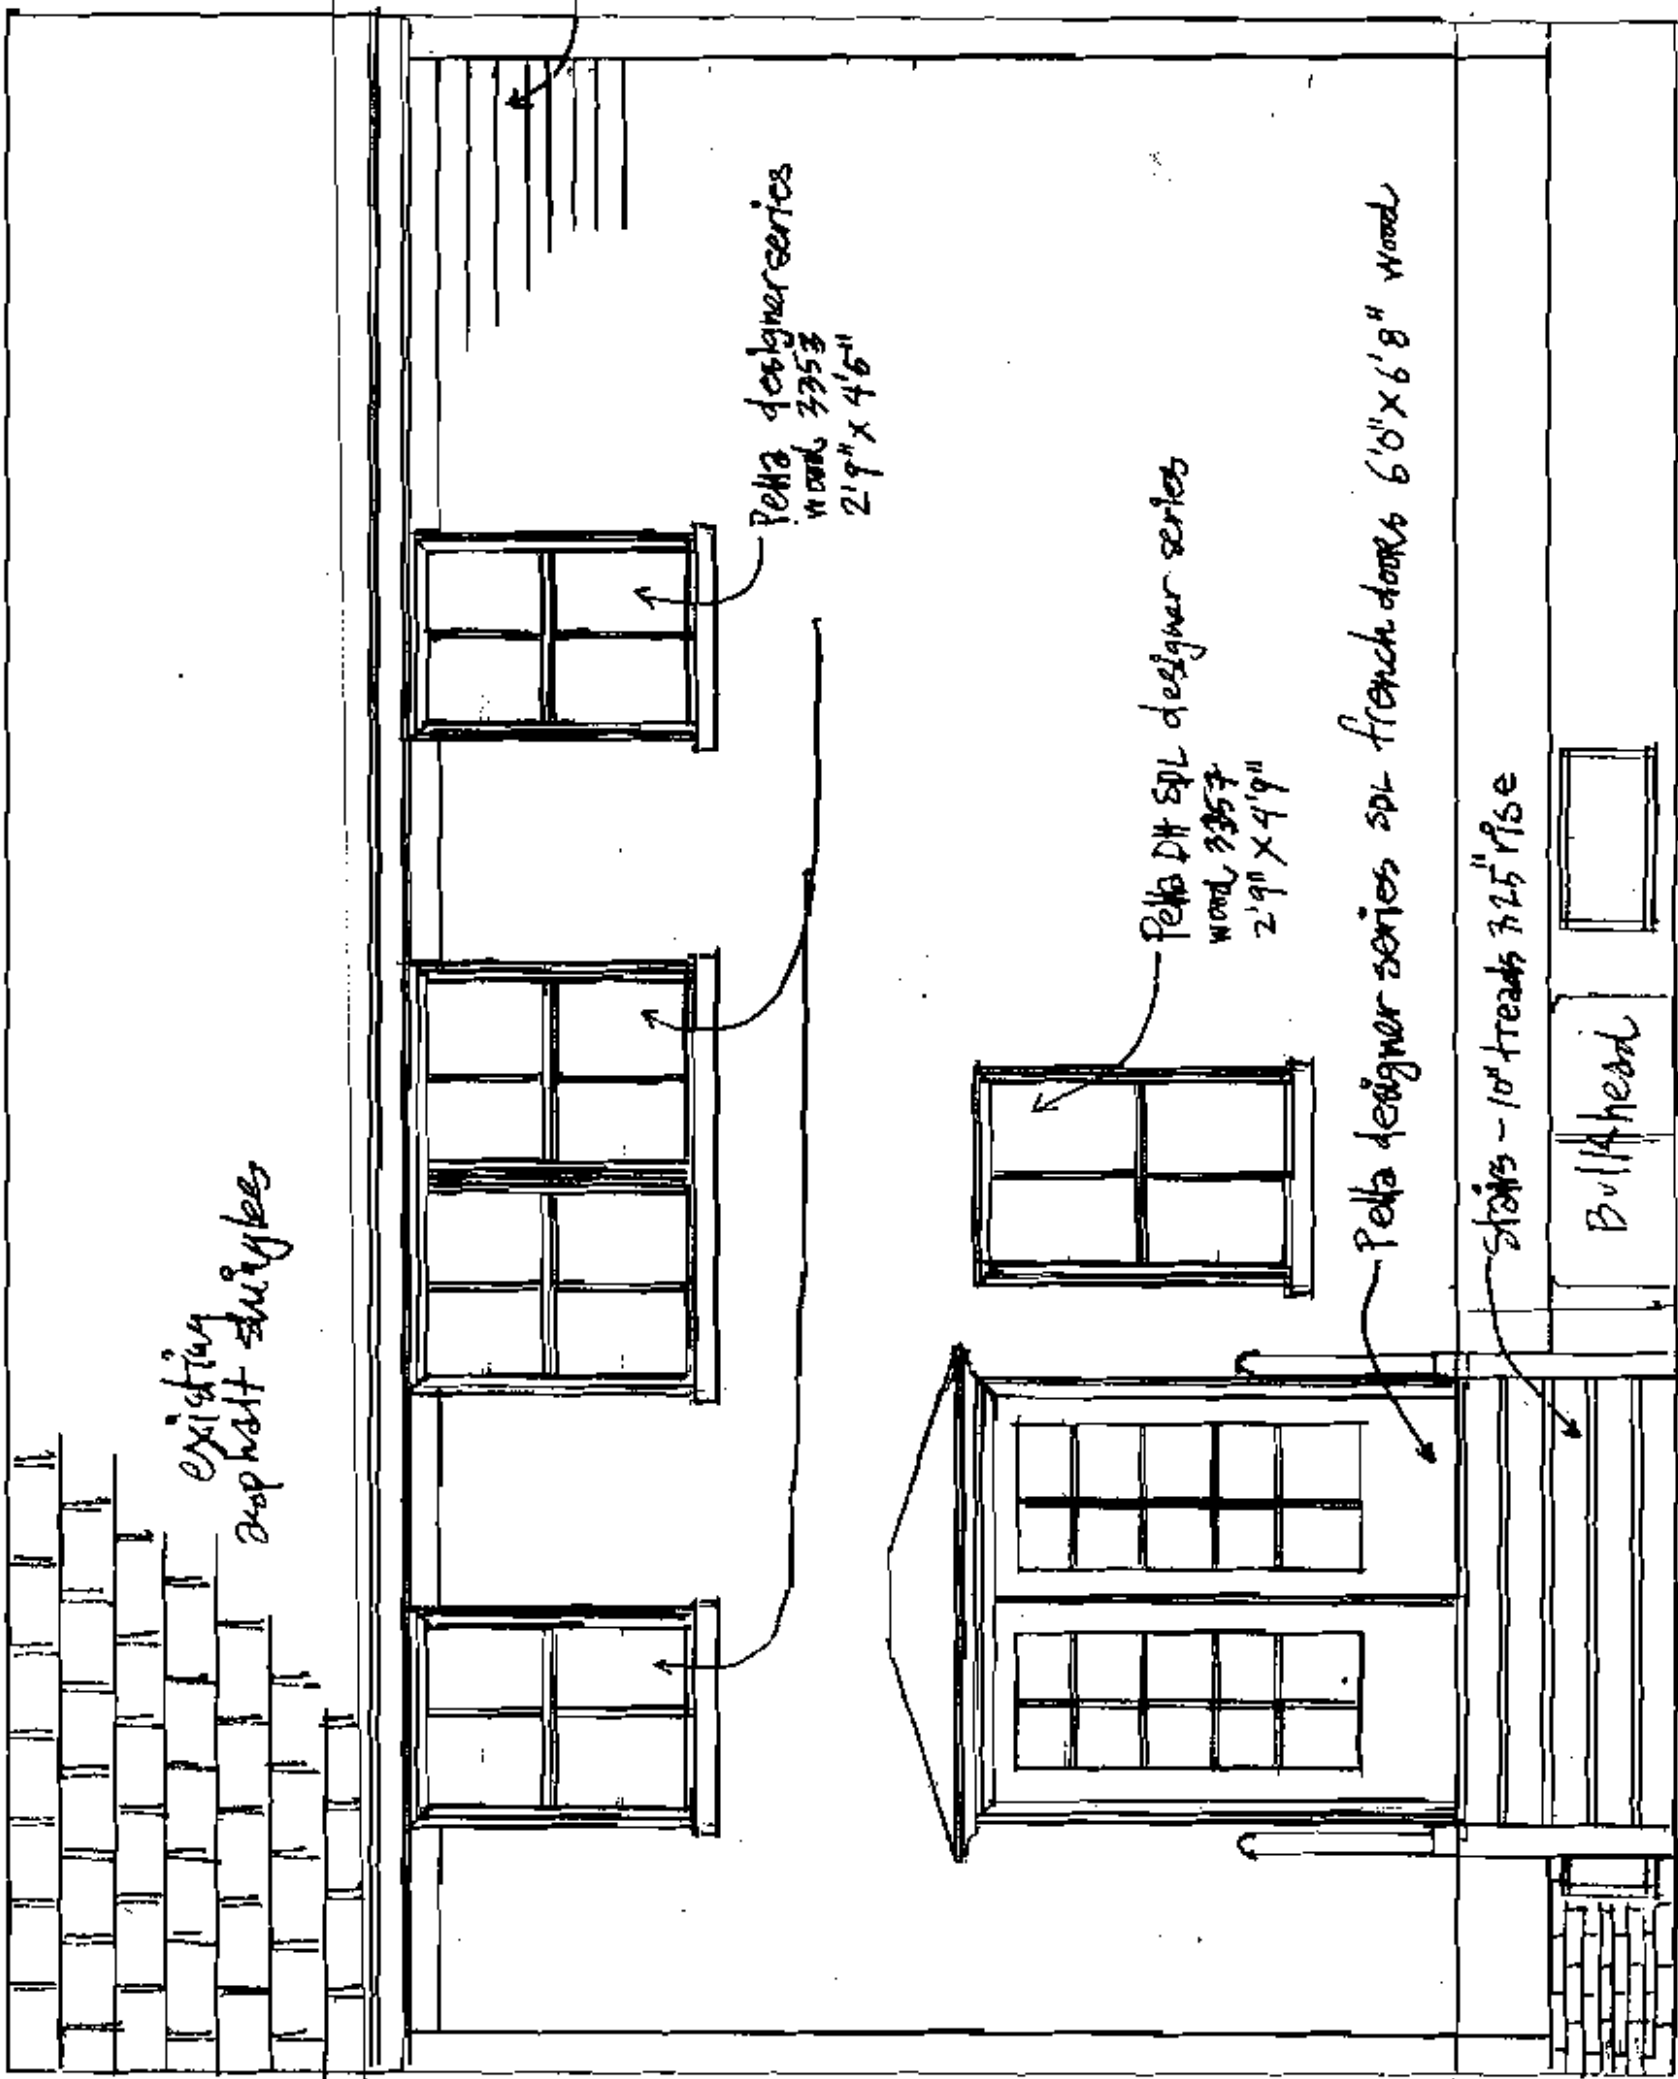 existing
asphalt shingles
Pella designer series
wood 3353
2'9" x 4'5"
Pella DH SDL designer series
wood 3357
2'9" x 4'9"
Pella designer series SDL french doors 6'0" x 6'8" wood
stairs - 10" treads 7.25" rise
Bulkhead